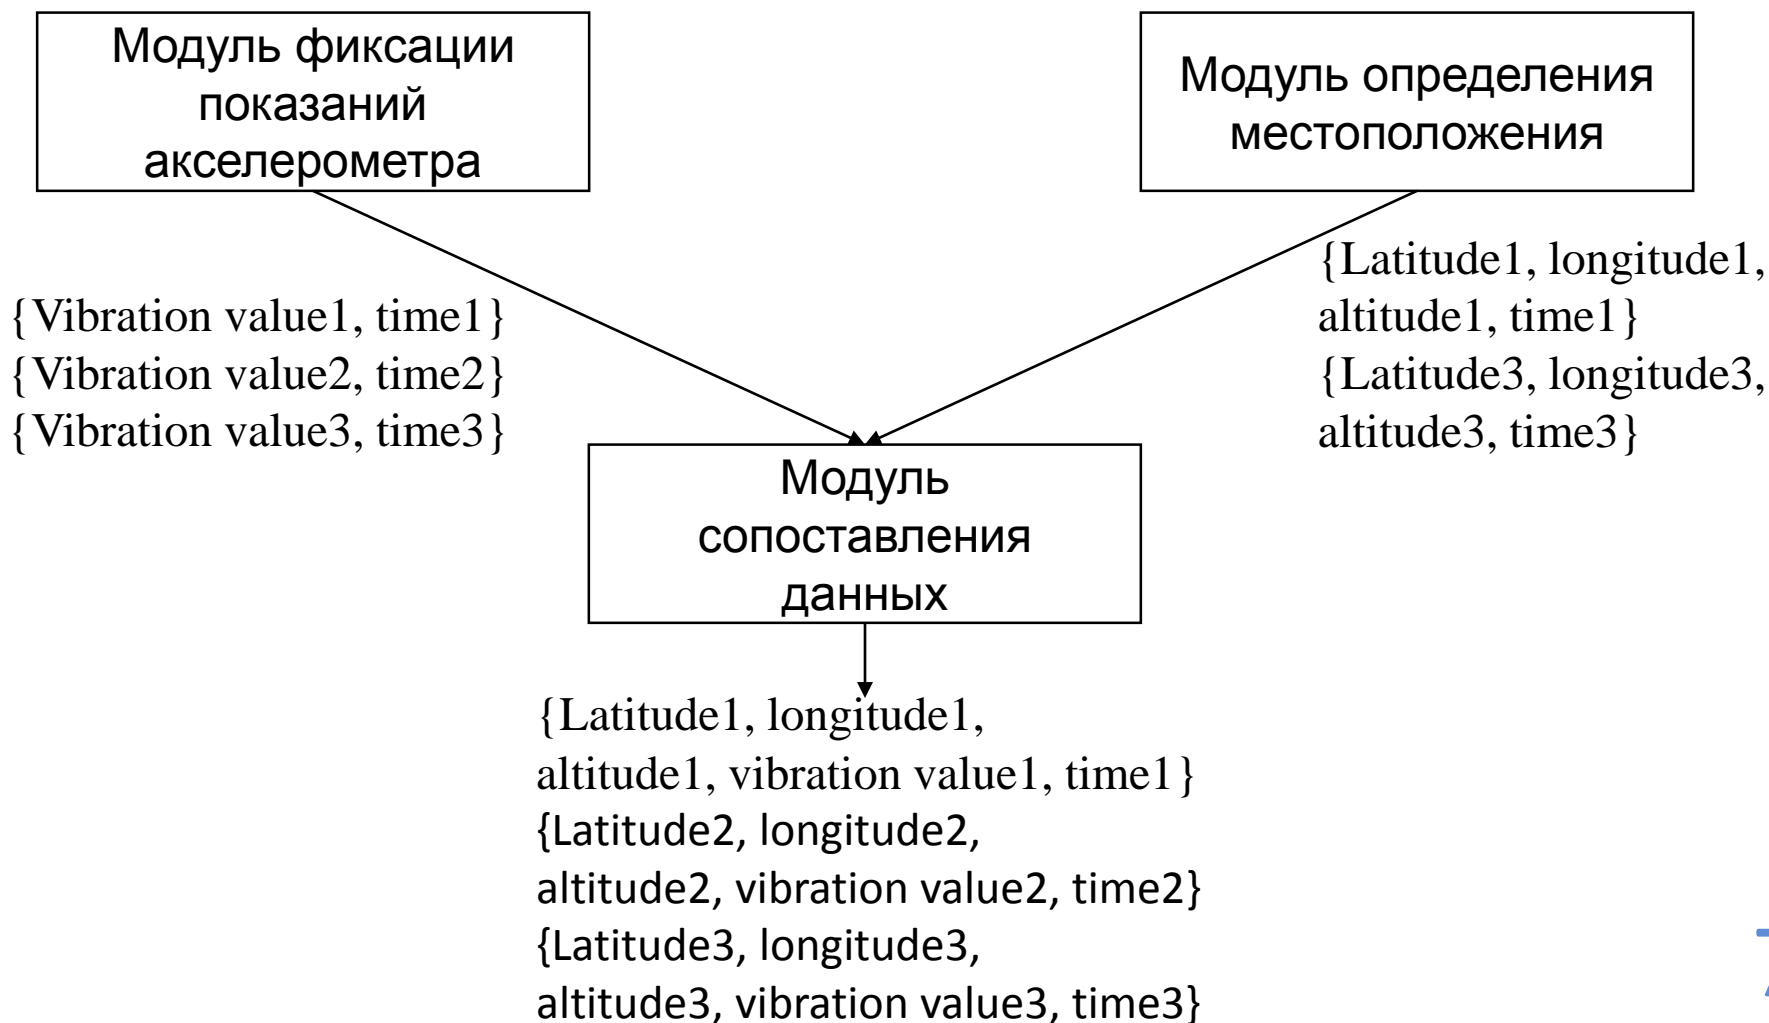 Модуль фиксации
показаний
акселерометра
Модуль определения
местоположения
{Vibration value1, time1}
{Vibration value2, time2}
{Vibration value3, time3}
{Latitude1, longitude1,
altitude1, time1}
{Latitude3, longitude3,
altitude3, time3}
Модуль
сопоставления
данных
{Latitude1, longitude1,
altitude1, vibration value1, time1}
{Latitude2, longitude2,
altitude2, vibration value2, time2}
{Latitude3, longitude3,
altitude3, vibration value3, time3}